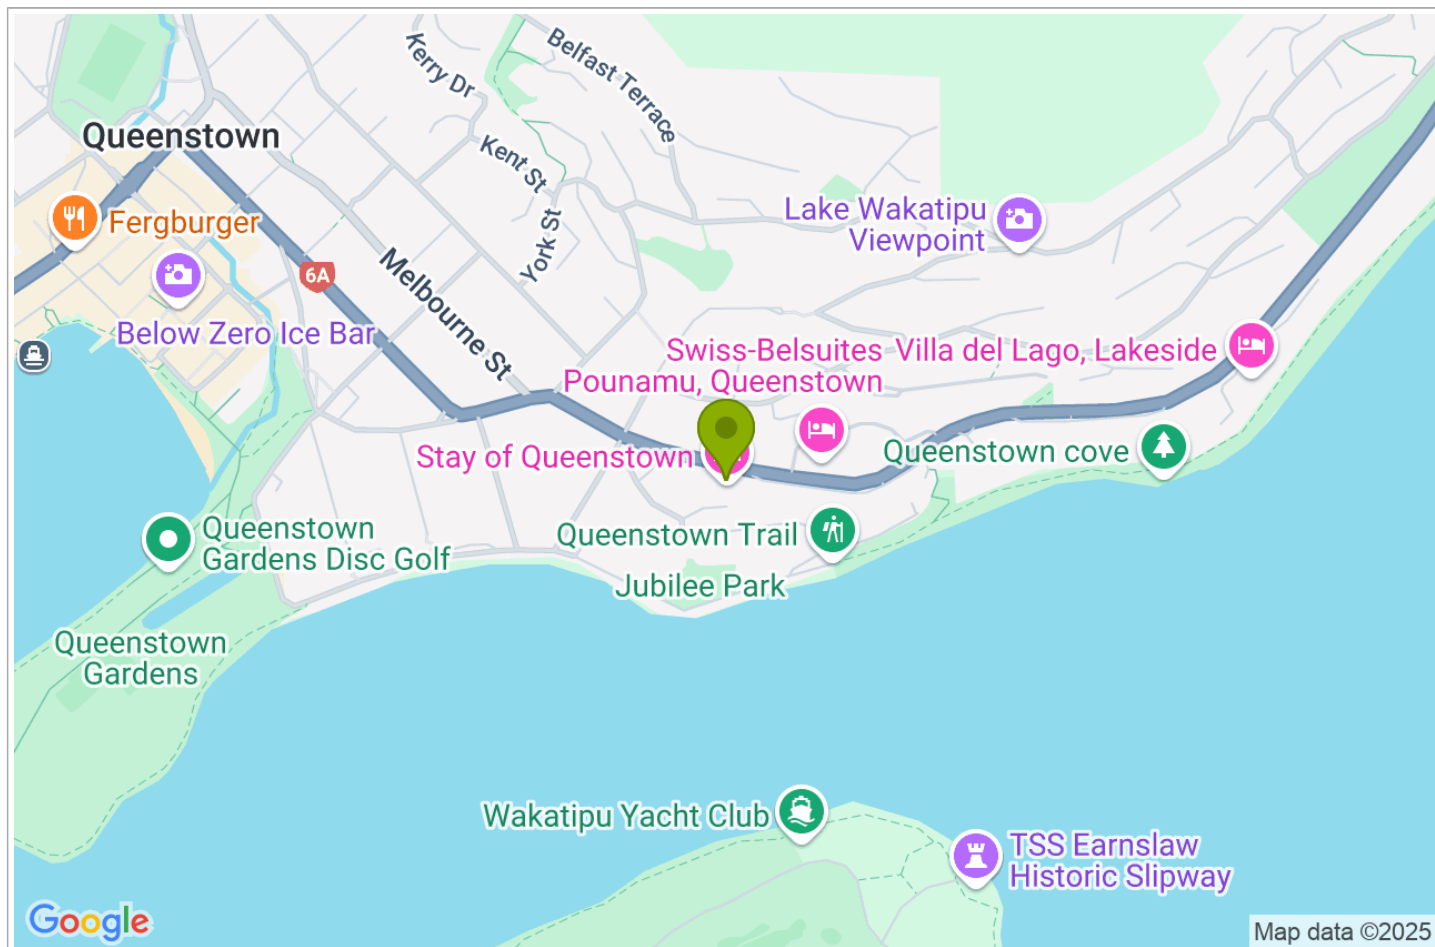 Kerry Dr
Belfast Terrace
Queenstown
Kent St
Fergburger
York St
Lake Wakatipu
Viewpoint
6A
Melbourne St
Below Zero Ice Bar
Swiss-Belsuites
Pounamu, Queenstown
Villa del Lago, Lakeside
Stay of Queenstown
Queenstown cove
Queenstown
Gardens Disc Golf
Queenstown Trail
Jubilee Park
Queenstown
Gardens
Wakatipu Yacht Club
TSS Earnslaw
Historic Slipway
Google
Map data ©2025